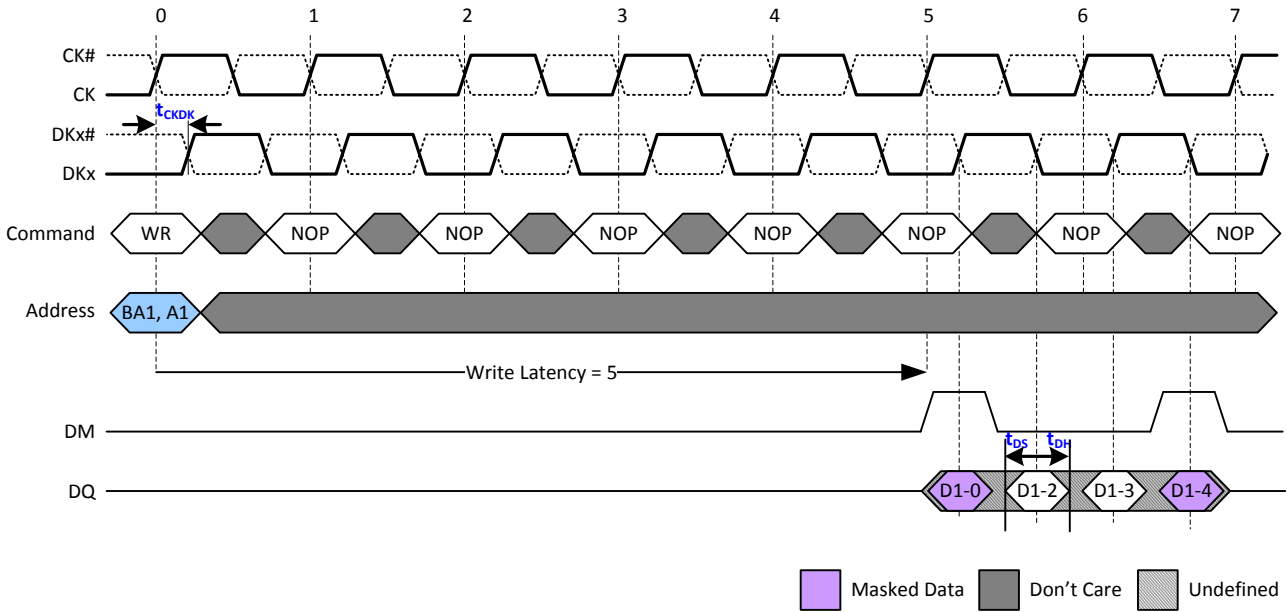 0 1 2 3 4 5 6 7
CK#
CK
tCKDK
DKx#
DKx
Command WR NOP NOP NOP NOP NOP NOP NOP
Address BA1, A1
Write Latency = 5
DM
tDS tDH
DQ D1-0 D1-2 D1-3 D1-4
Masked Data Don't Care Undefined